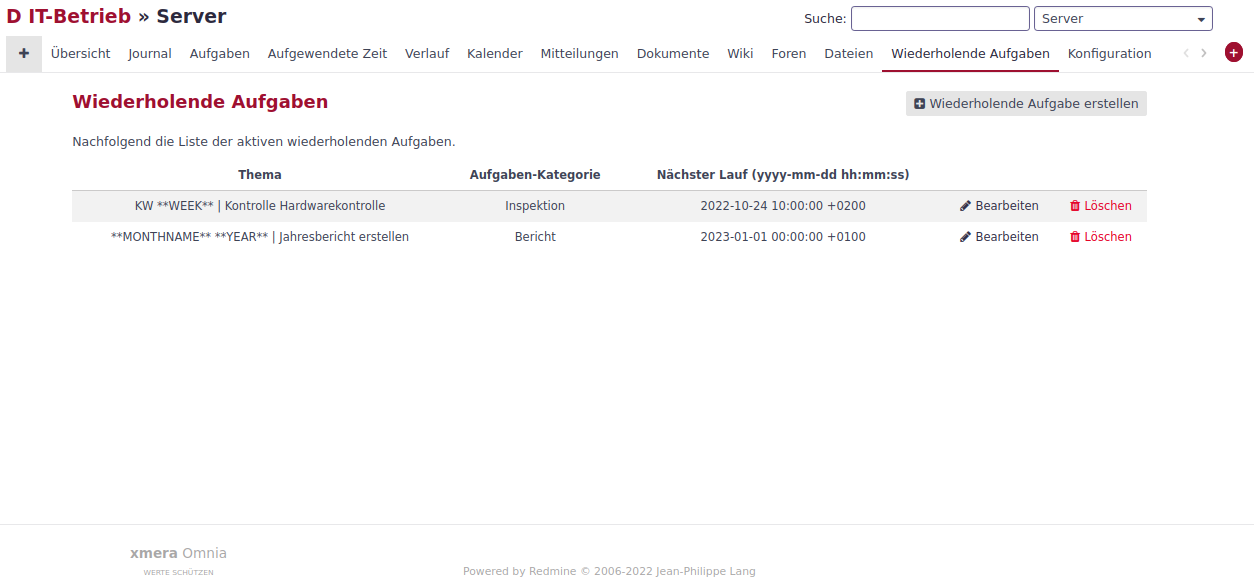 D IT-Betrieb » Server
Suche: Server
Übersicht Journal Aufgaben Aufgewendete Zeit Verlauf Kalender Mitteilungen Dokumente Wiki Foren Dateien Wiederholende Aufgaben Konfiguration
Wiederholende Aufgaben
Wiederholende Aufgabe erstellen
Nachfolgend die Liste der aktiven wiederholenden Aufgaben.
Thema Aufgaben-Kategorie Nächster Lauf (yyyy-mm-dd hh:mm:ss)
KW **WEEK** | Kontrolle Hardwarekontrolle Inspektion 2022-10-24 10:00:00 +0200 Bearbeiten Löschen
**MONTHNAME** **YEAR** | Jahresbericht erstellen Bericht 2023-01-01 00:00:00 +0100 Bearbeiten Löschen
xmera Omnia
WERTE SCHÜTZEN
Powered by Redmine © 2006-2022 Jean-Philippe Lang